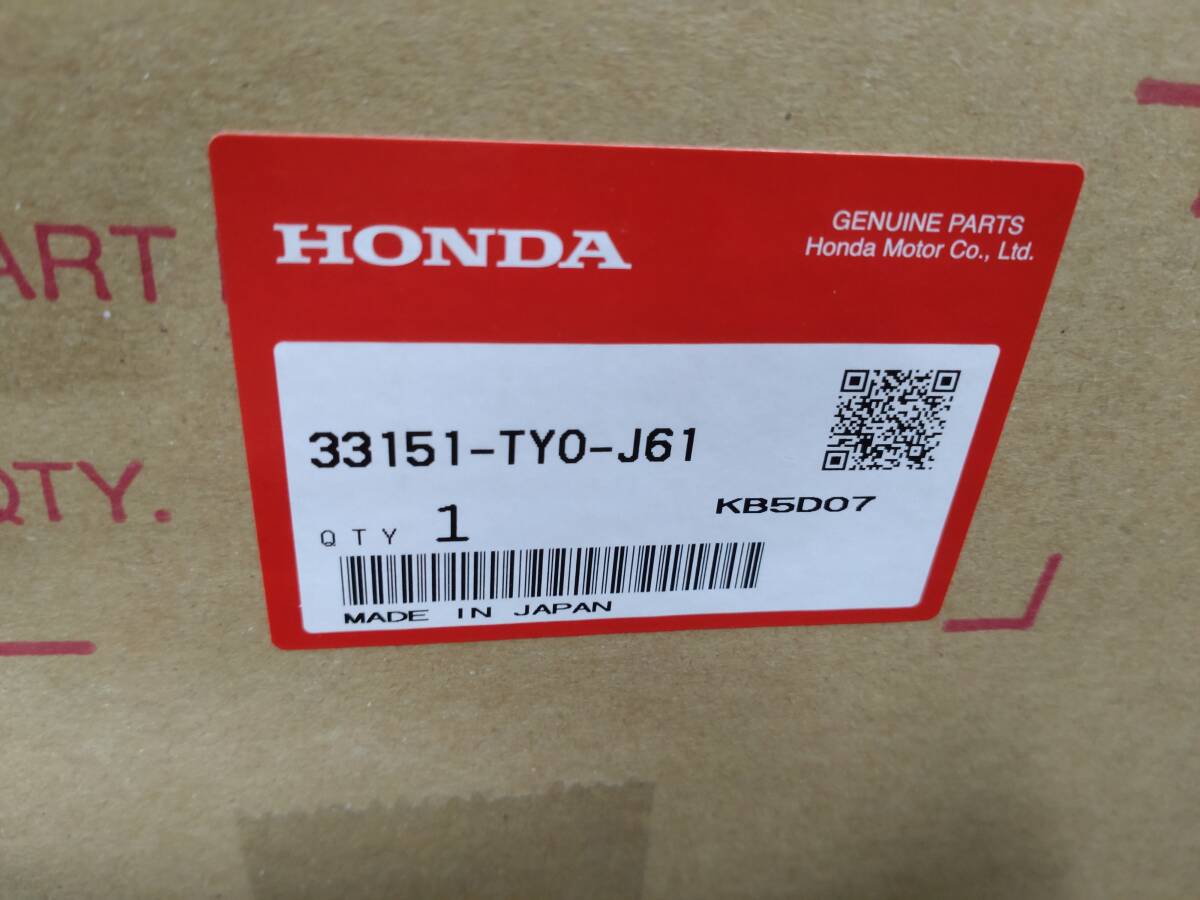 HONDA
GENUINE PARTS
Honda Motor Co., Ltd.
ART
33151-TY0-J61
QTY.
QTY 1
KB5D07
MADE IN JAPAN